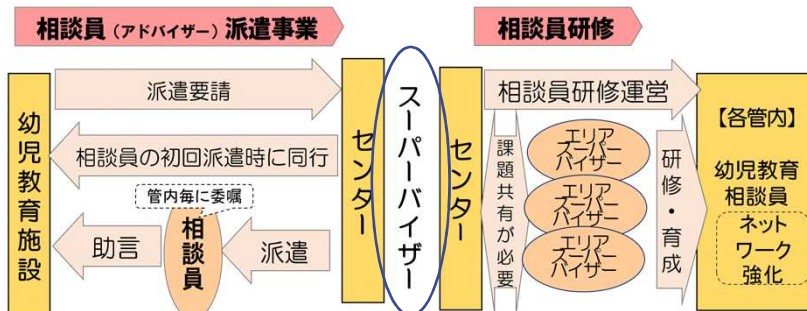 相談員（アドバイザー）派遣事業
相談員研修
幼児教育施設
派遣要請
相談員の初回派遣時に同行
管内毎に委嘱
助言
相談員
派遣
センター
スーパーバイザー
センター
相談員研修運営
課題共有が必要
エリア
スーパー
バイザー
エリア
スーパー
バイザー
エリア
スーパー
バイザー
研修・育成
【各管内】
幼児教育
相談員
ネット
ワーク
強化